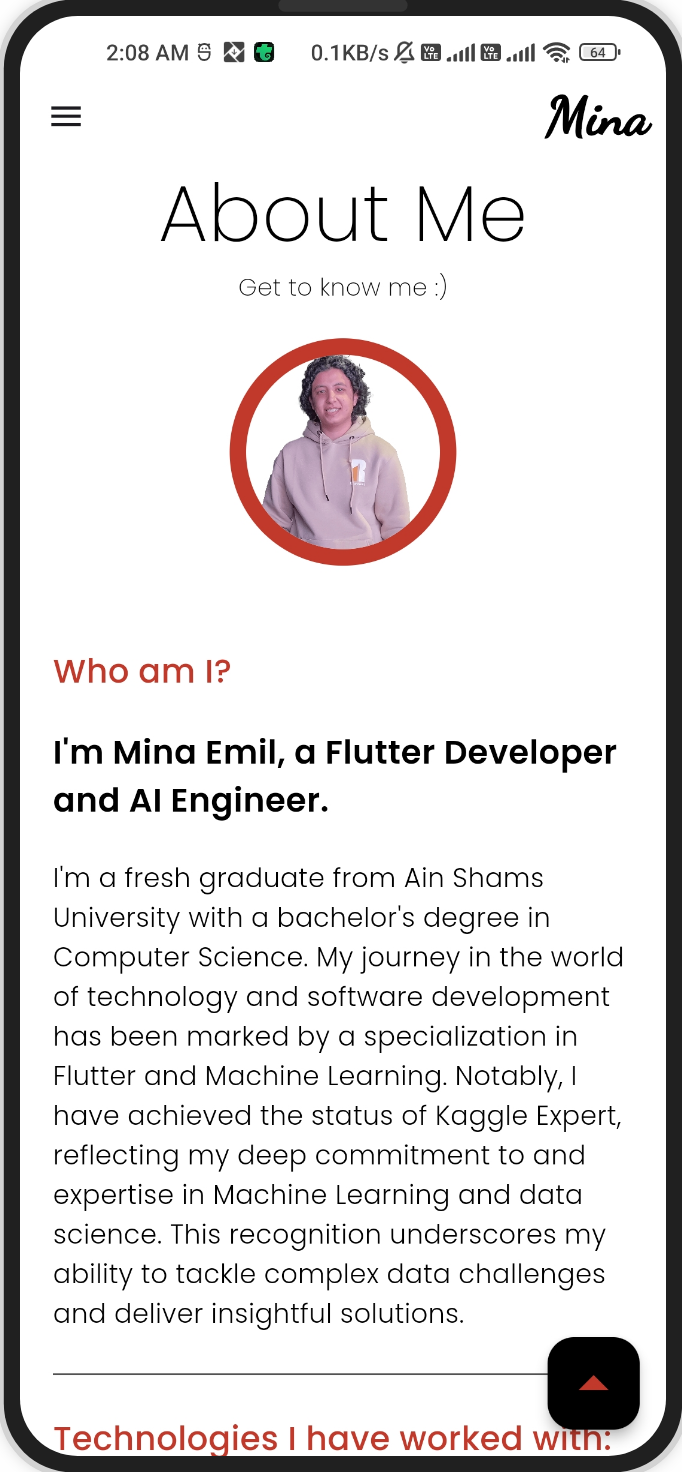 2:08 AM 0.1KB/s Vo LTE Vo LTE 64
Mina
About Me
Get to know me :)
Who am I?
I'm Mina Emil, a Flutter Developer
and AI Engineer.
I'm a fresh graduate from Ain Shams
University with a bachelor's degree in
Computer Science. My journey in the world
of technology and software development
has been marked by a specialization in
Flutter and Machine Learning. Notably, I
have achieved the status of Kaggle Expert,
reflecting my deep commitment to and
expertise in Machine Learning and data
science. This recognition underscores my
ability to tackle complex data challenges
and deliver insightful solutions.
Technologies I have worked with: